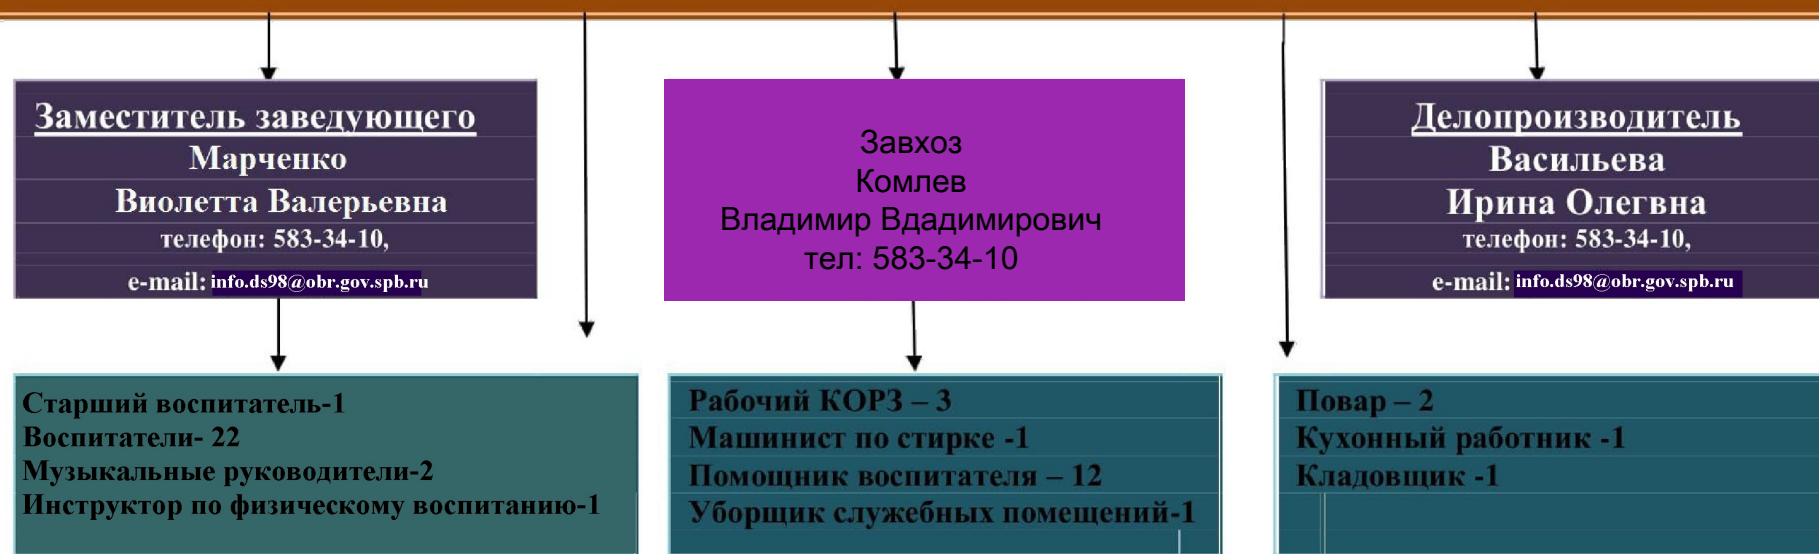 Заместитель заведующего
Марченко
Виолетта Валерьевна
телефон: 583-34-10,
e-mail: info.ds98@obr.gov.spb.ru
Завхоз
Комлев
Владимир Вдадимирович
тел: 583-34-10
Делопроизводитель
Васильева
Ирина Олегвна
телефон: 583-34-10,
e-mail: info.ds98@obr.gov.spb.ru
Старший воспитатель-1
Воспитатели- 22
Музыкальные руководители-2
Инструктор по физическому воспитанию-1
Рабочий КОРЗ – 3
Машинист по стирке -1
Помощник воспитателя – 12
Уборщик служебных помещений-1
Повар – 2
Кухонный работник -1
Кладовщик -1